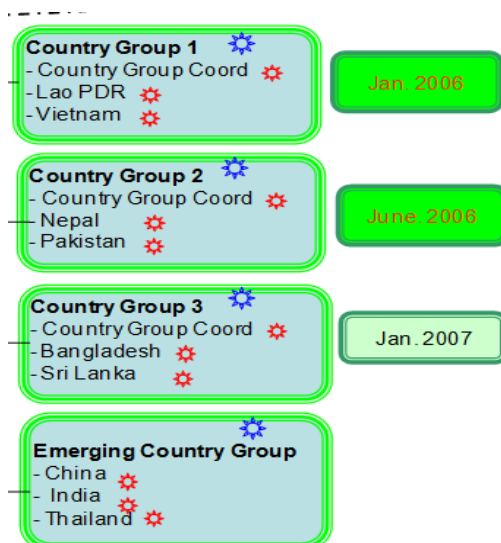 Country Group 1
- Country Group Coord
- Lao PDR
- Vietnam
Jan. 2006
Country Group 2
- Country Group Coord
- Nepal
- Pakistan
June. 2006
Country Group 3
- Country Group Coord
- Bangladesh
- Sri Lanka
Jan. 2007
Emerging Country Group
- China
- India
- Thailand